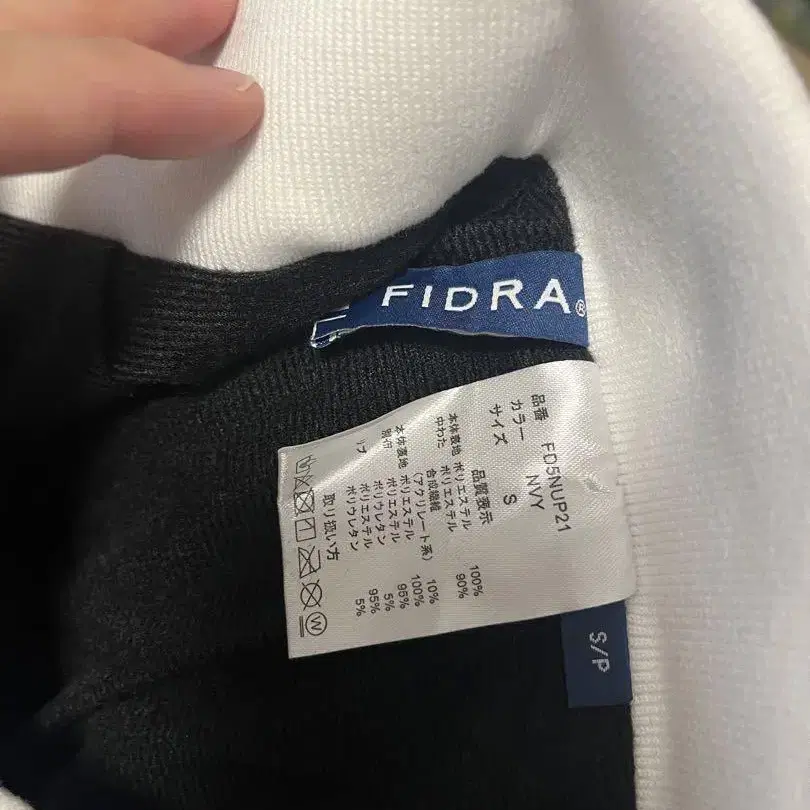 FIDRA®
品番 FD5NUP21
カラー NVY
サイズ S
品質表示
本体表地 ポリエステル 100%
中わた ポリエステル 90%
合成繊維
(アクリレート系) 10%
本体裏地 ポリエステル 100%
別布 ポリエステル 95%
ポリウレタン 5%
リブ ポリエステル 95%
ポリウレタン 5%
取り扱い方
W
S/P